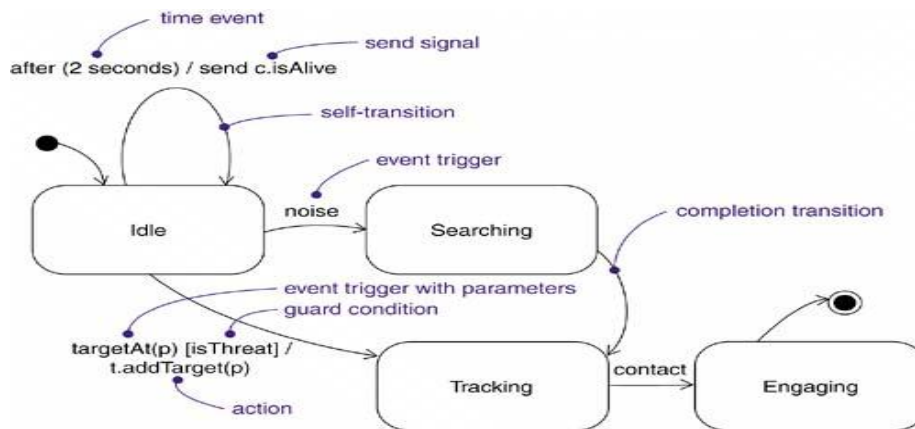 time event
send signal
after (2 seconds) / send c.isAlive
self-transition
event trigger
noise
completion transition
Idle
Searching
event trigger with parameters
guard condition
targetAt(p) [isThreat] /
t.addTarget(p)
contact
Tracking
Engaging
action